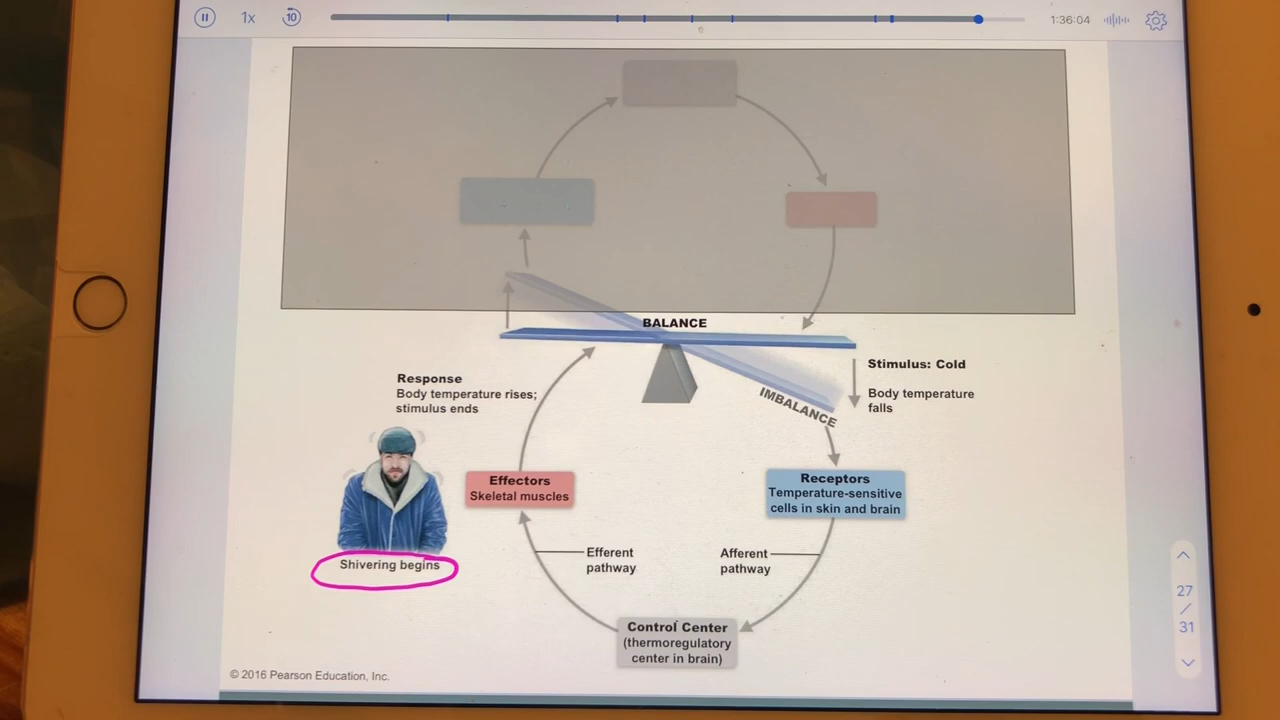 1x
10
1:36:04
BALANCE
IMBALANCE
Stimulus: Cold
Body temperature
falls
Response
Body temperature rises;
stimulus ends
Effectors
Skeletal muscles
Receptors
Temperature-sensitive
cells in skin and brain
Shivering begins
Efferent
pathway
Afferent
pathway
Control Center
(thermoregulatory
center in brain)
27
/
31
© 2016 Pearson Education, Inc.